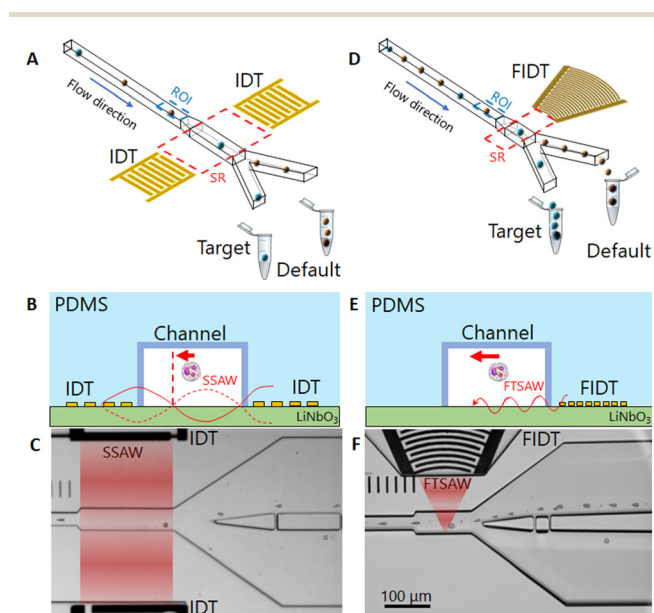 A
IDT
ROI
Flow direction
IDT
SR
Target
Default
D
FIDT
ROI
Flow direction
SR
Target
Default
B
PDMS
Channel
IDT
SSAW
IDT
LiNbO₃
E
Channel
FTSAW
FIDT
LiNbO₃
C
IDT
SSAW
IDT
F
FIDT
FTSAW
100 μm